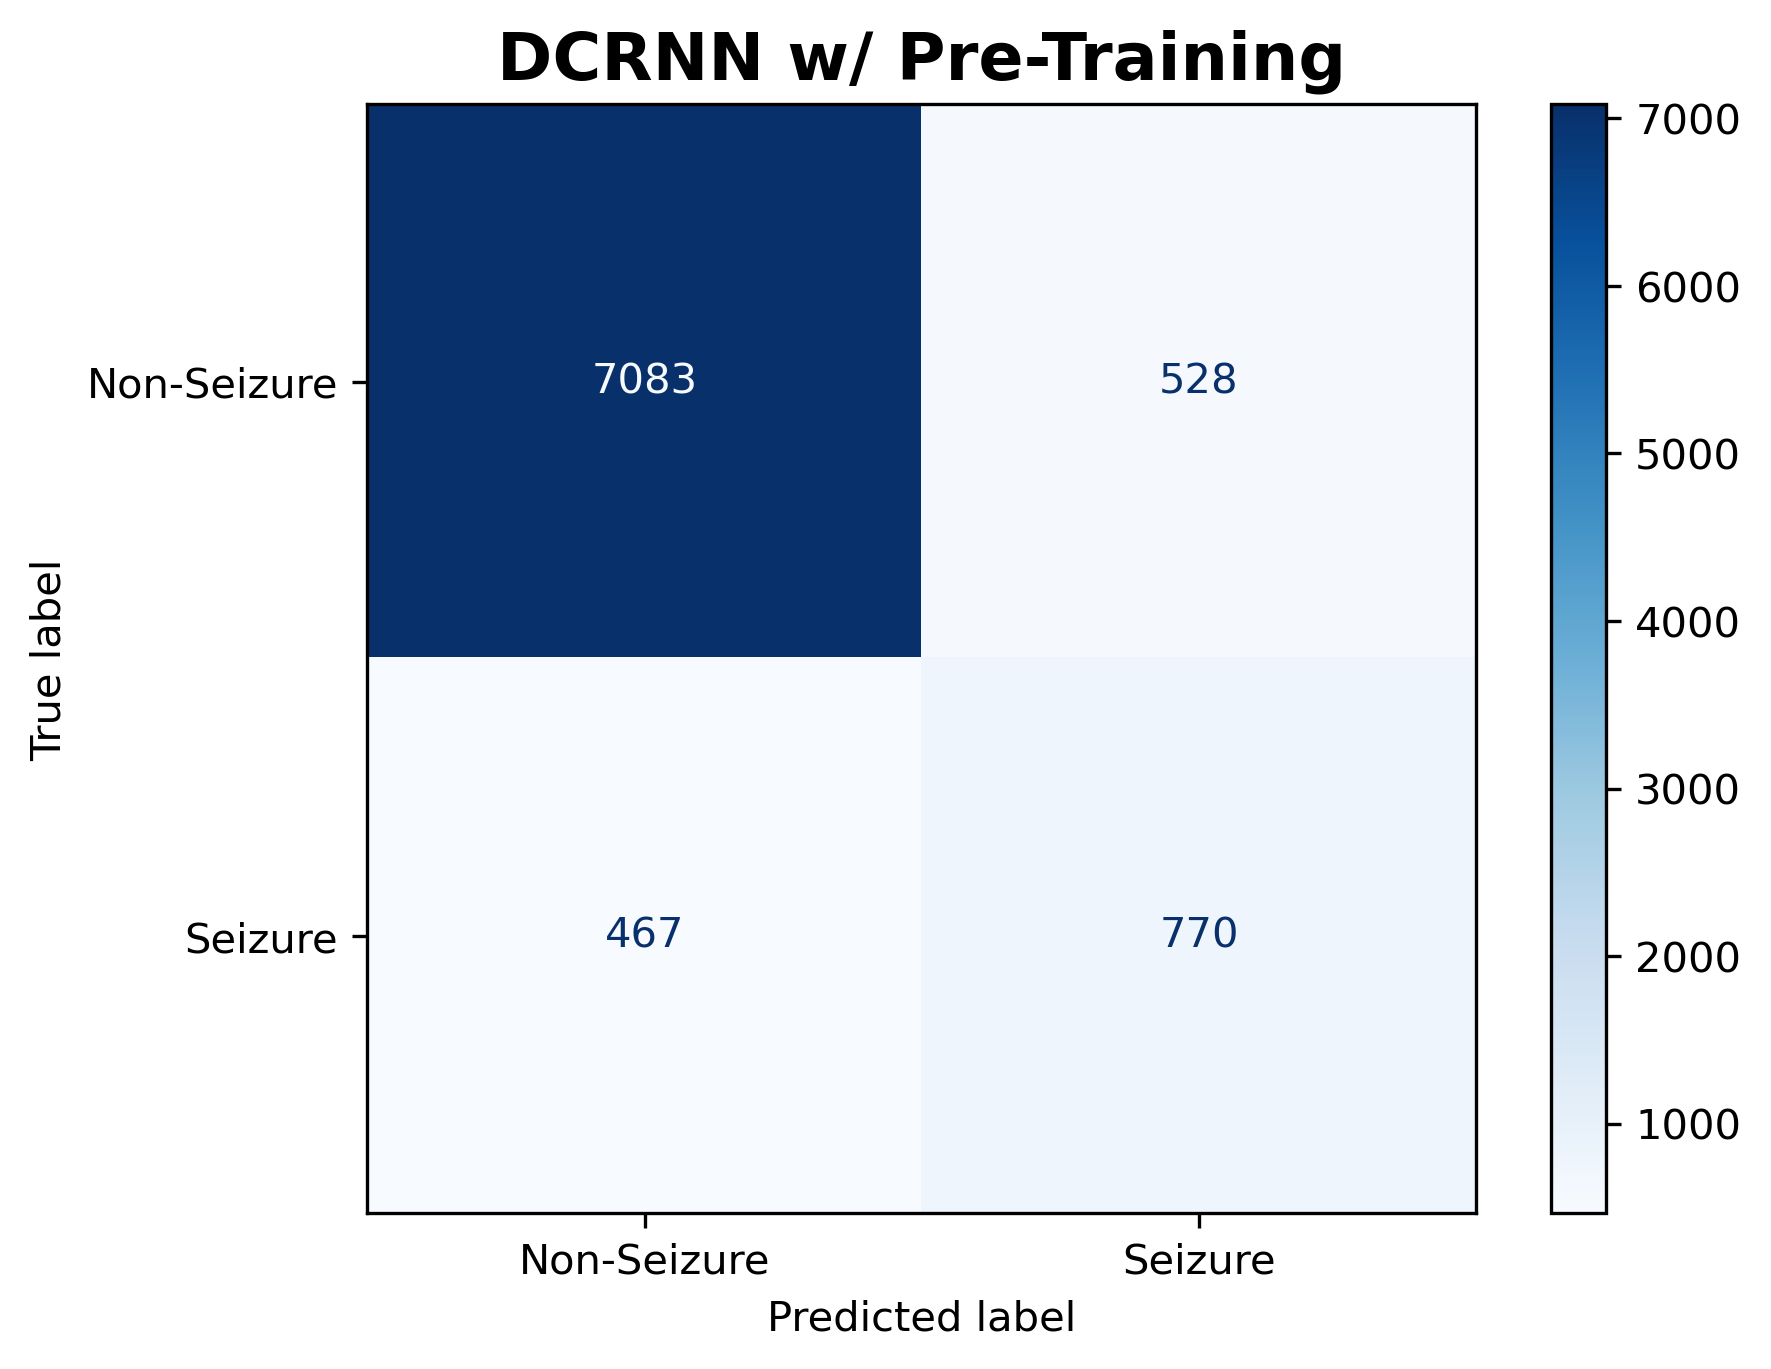 DCRNN w/ Pre-Training
True label
Non-Seizure
Seizure
7083
528
467
770
Non-Seizure
Seizure
Predicted label
7000
6000
5000
4000
3000
2000
1000